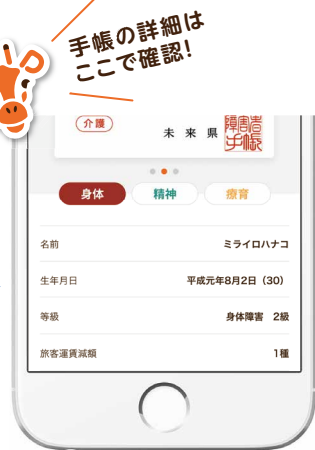 手帳の詳細は
ここで確認!
介護
未来県
障害者
手帳
身体 精神 療育
名前 ミライロハナコ
生年月日 平成元年8月2日（30）
等級 身体障害 2級
旅客運賃減額 1種